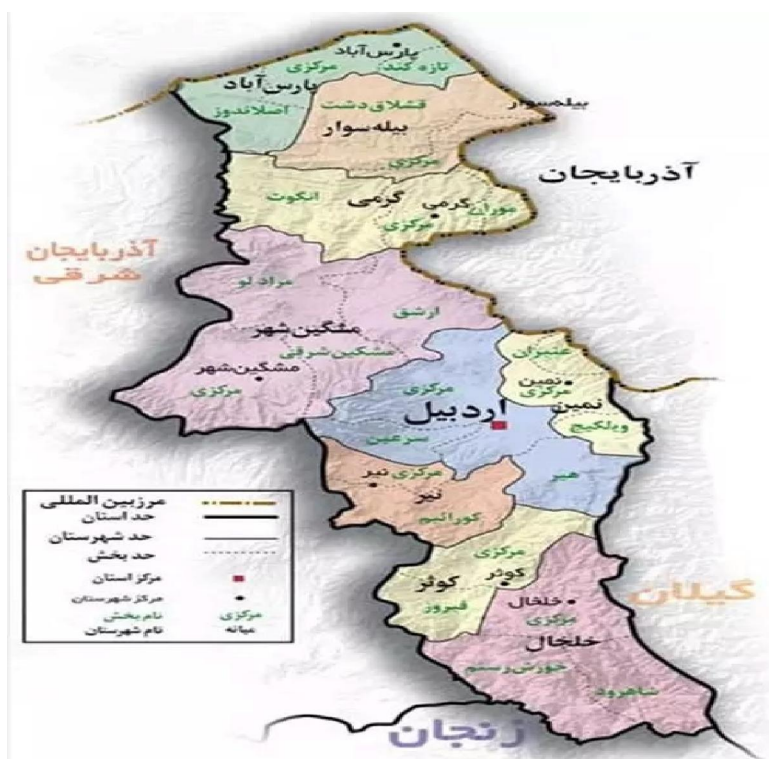 پارس‌آباد
تازه کند
مرکزی
پارس‌آباد
اصلاندوز
قشلاق دشت
بیله سوار
بیله‌سوار
مرکزی
آذربایجان
انگوت
گرمی
گرمی
موران
مرکزی
آذربایجان
شرقی
مرادلو
ارشق
مشگین‌شهر
مشگین شرقی
مشگین‌شهر
مرکزی
عنبران
نمین
مرکزی
نمین
ویلکیج
مرکزی
اردبیل
سرعین
هیر
مرکزی
نیر
نیر
کورائیم
مرکزی
کوثر
کوثر
فیروز
خلخال
مرکزی
خلخال
خورش‌رستم
شاهرود
گیلان
زنجان
مرز بین المللی
حد استان
حد شهرستان
حد بخش
مرکز استان
مرکز شهرستان
نام بخش مرکزی
نام شهرستان میانه